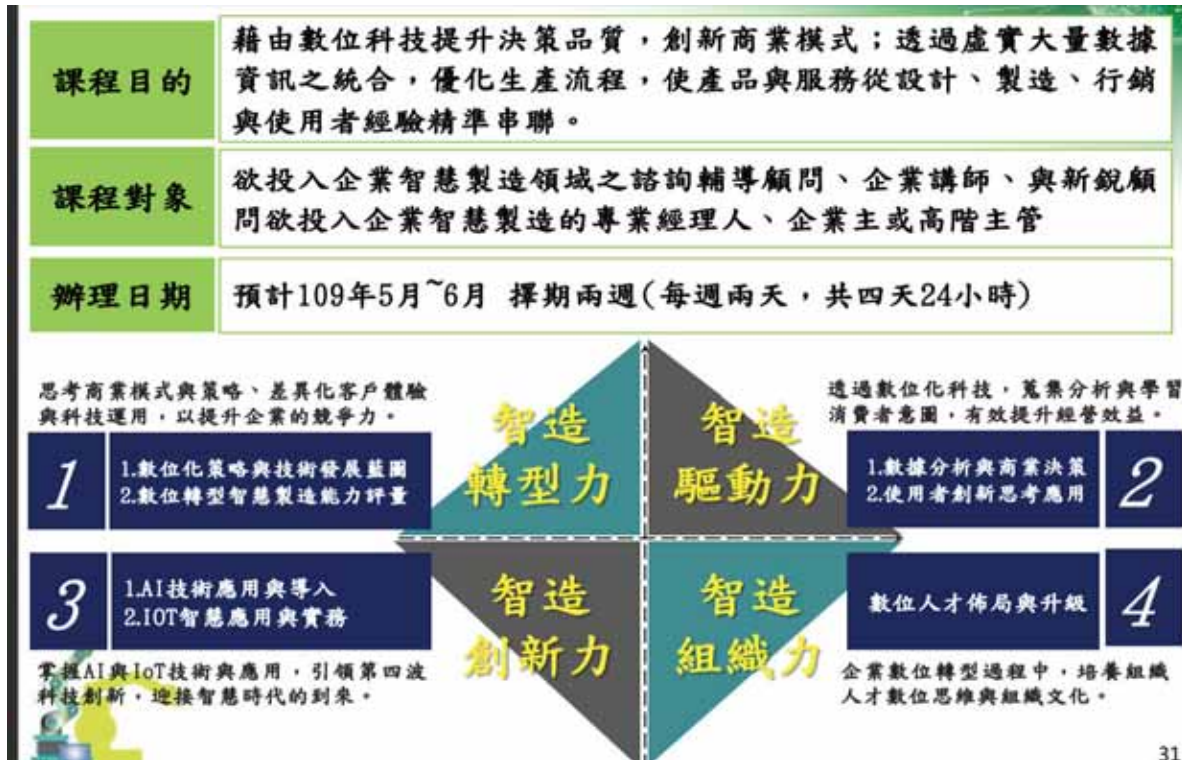 課程目的
藉由數位科技提升決策品質，創新商業模式；透過虛實大量數據
資訊之統合，優化生產流程，使產品與服務從設計、製造、行銷
與使用者經驗精準串聯。
課程對象
欲投入企業智慧製造領域之諮詢輔導顧問、企業講師、與新銳顧
問欲投入企業智慧製造的專業經理人、企業主或高階主管
辦理日期
預計109年5月~6月 擇期兩週(每週兩天，共四天24小時)
思考商業模式與策略、差異化客戶體驗
與科技運用，以提升企業的競爭力。
1
1.數位化策略與技術發展藍圖
2.數位轉型智慧製造能力評量
智造
轉型力
智造
驅動力
透過數位化科技，蒐集分析與學習
消費者意圖，有效提升經營效益。
1.數據分析與商業決策
2.使用者創新思考應用
2
3
1.AI技術應用與導入
2.IOT智慧應用與實務
掌握AI與IoT技術與應用，引領第四波
科技創新，迎接智慧時代的到來。
智造
創新力
智造
組織力
數位人才佈局與升級
4
企業數位轉型過程中，培養組織
人才數位思維與組織文化。
31